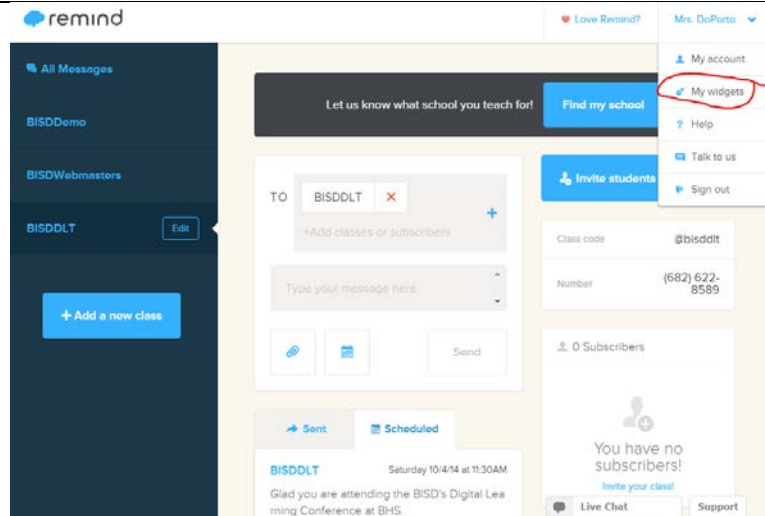 remind
Love Remind?
Mrs. DoPorto
My account
My widgets
Help
Talk to us
Sign out
All Messages
BISDDemo
BISDWebmasters
BISDDLT
Edit
+ Add a new class
Let us know what school you teach for!
Find my school
TO
BISDDLT
+Add classes or subscribers
Type your message here
Send
Invite students
Class code
@bisddlt
Number
(682) 622-
8589
0 Subscribers
You have no
subscribers!
Invite your class!
Sent
Scheduled
BISDDLT
Saturday 10/4/14 at 11:30AM
Glad you are attending the BISD's Digital Lea
rning Conference at BHS.
Live Chat
Support